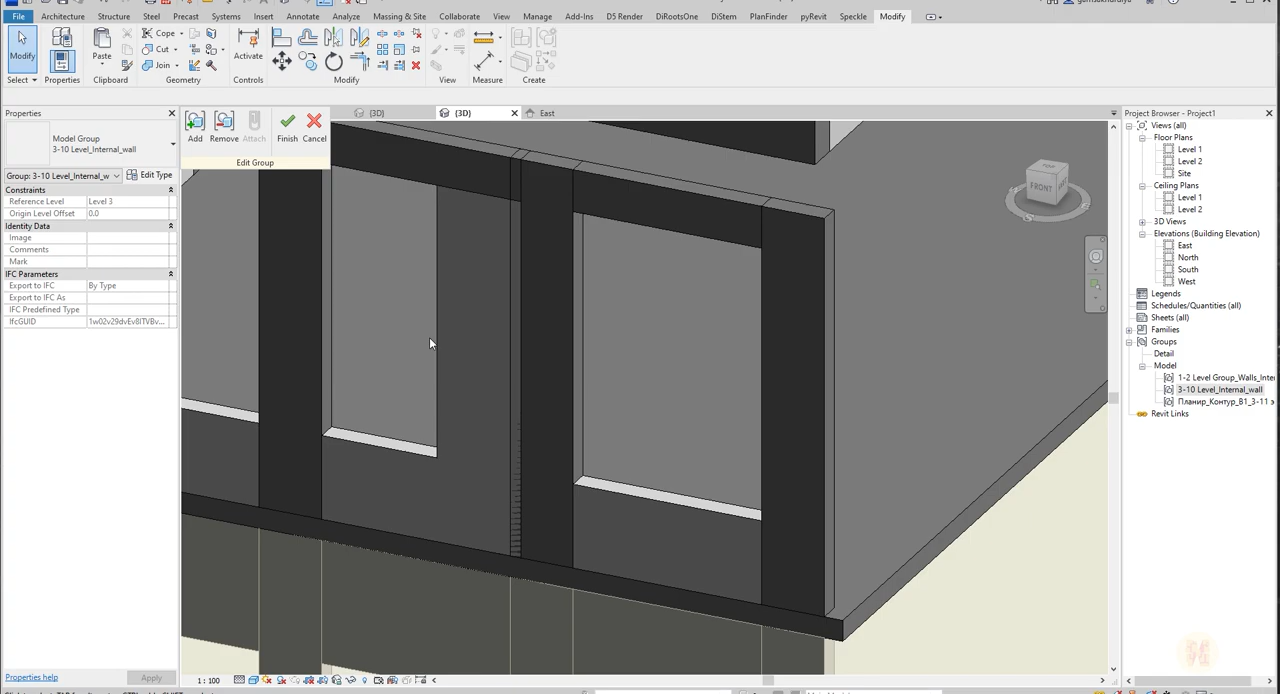 File
Architecture
Structure
Steel
Precast
Systems
Insert
Annotate
Analyze
Massing & Site
Collaborate
View
Manage
Add-Ins
D5 Render
DiRootsOne
DiStem
PlanFinder
pyRevit
Speckle
Modify
Modify
Properties
Paste
Cope
Cut
Join
Activate
Select
Properties
Clipboard
Geometry
Controls
Modify
View
Measure
Create
Properties
Add
Remove
Attach
Finish
Cancel
Edit Group
(3D)
(3D)
East
Project Browser - Project1
Model Group
3-10 Level_Internal_wall
Group: 3-10 Level_Internal_w
Edit Type
Constraints
Reference Level
Level 3
Origin Level Offset
0.0
Identity Data
Image
Comments
Mark
IFC Parameters
Export to IFC
By Type
Export to IFC As
IFC Predefined Type
IfcGUID
FRONT
Views (all)
Floor Plans
Level 1
Level 2
Site
Ceiling Plans
Level 1
Level 2
3D Views
Elevations (Building Elevation)
East
North
South
West
Legends
Schedules/Quantities (all)
Sheets (all)
Families
Groups
Detail
Model
1-2 Level Group_Walls_Inte
3-10 Level_Internal_wall
Планир_Контур_В1_3-11 э
Revit Links
Properties help
Apply
1 : 100